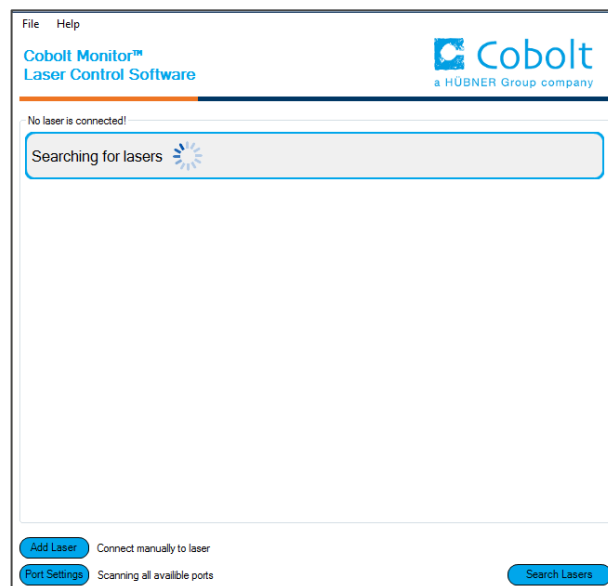 File Help
Cobolt Monitor™
Laser Control Software
Cobolt
a HÜBNER Group company
No laser is connected!
Searching for lasers
Add Laser Connect manually to laser
Port Settings Scanning all availible ports
Search Lasers